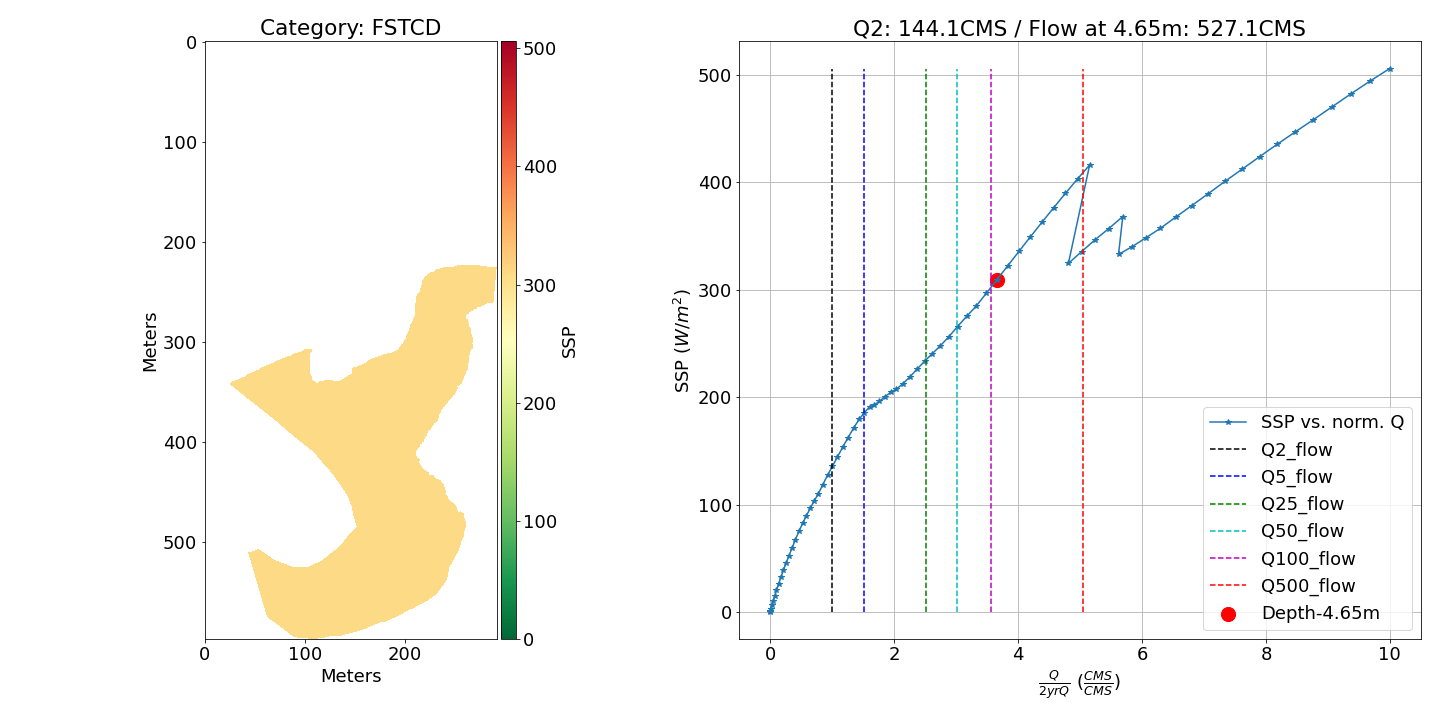 Category: FSTCD
0
100
200
300
400
500
Meters
0
100
200
Meters
500
400
300
200
100
0
SSP
Q2: 144.1CMS / Flow at 4.65m: 527.1CMS
500
400
300
200
100
0
SSP (W/m²)
0
2
4
6
8
10
Q/2yrQ (CMS/CMS)
SSP vs. norm. Q
Q2_flow
Q5_flow
Q25_flow
Q50_flow
Q100_flow
Q500_flow
Depth-4.65m